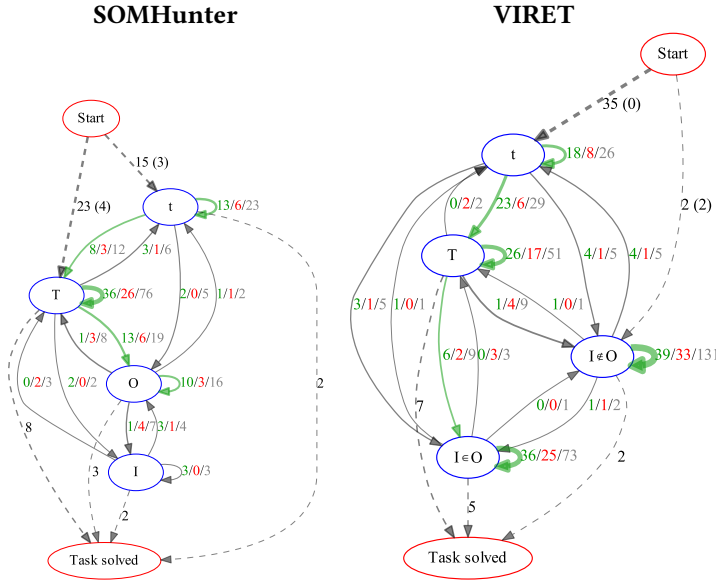 SOMHunter
VIRET
Start
35 (0)
Start
15 (3)
t
18/8/26
23 (4)
t
13/6/23
2 (2)
0/2/2
23/6/29
8/3/12
3/1/6
T
26/17/51
4/1/5
4/1/5
T
36/26/76
2/0/5
1/1/2
3/1/5
1/0/1
1/4/9
1/0/1
1/3/8
13/6/19
6/2/9
0/3/3
I∉O
39/33/131
0/2/3
2/0/2
O
10/3/16
7
0/0/1
1/1/2
8
1/4/7
3/1/4
2
3
I
3/0/3
I∈O
36/25/73
2
2
5
Task solved
Task solved